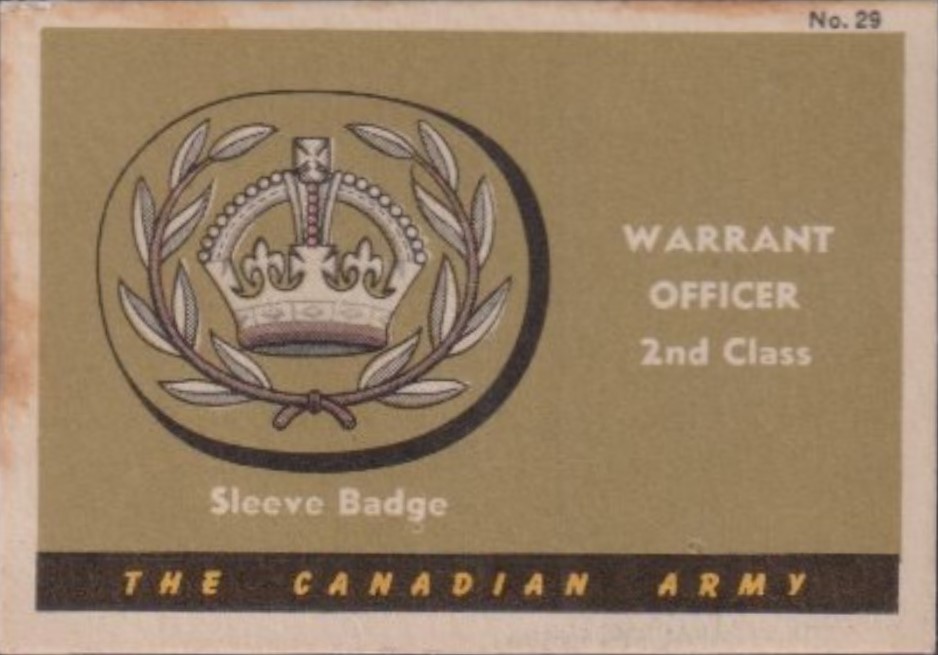 No. 29
WARRANT
OFFICER
2nd Class
Sleeve Badge
THE CANADIAN ARMY